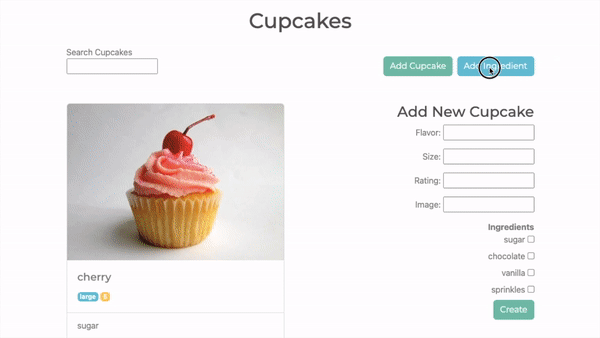 Cupcakes
Search Cupcakes
Add Cupcake
Add Ingredient
cherry
large
sugar
Add New Cupcake
Flavor:
Size:
Rating:
Image:
Ingredients
sugar
chocolate
vanilla
sprinkles
Create